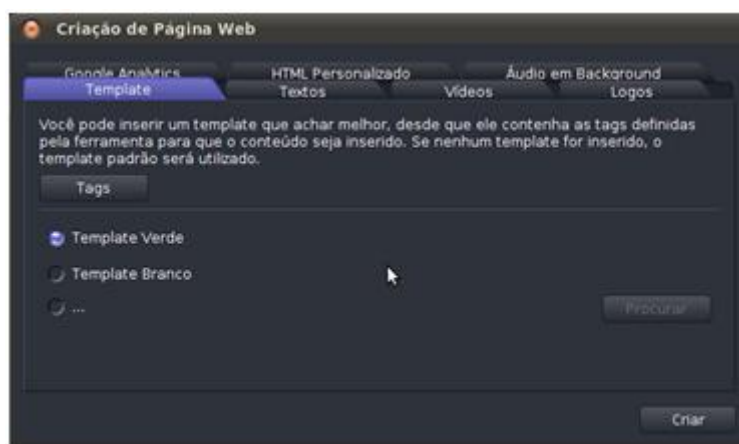 Criação de Página Web
Google Analytics HTML Personalizado Áudio em Background
Template Textos Vídeos Logos
Você pode inserir um template que achar melhor, desde que ele contenha as tags definidas
pela ferramenta para que o conteúdo seja inserido. Se nenhum template for inserido, o
template padrão será utilizado.
Tags
Template Verde
Template Branco
... Procurar
Criar